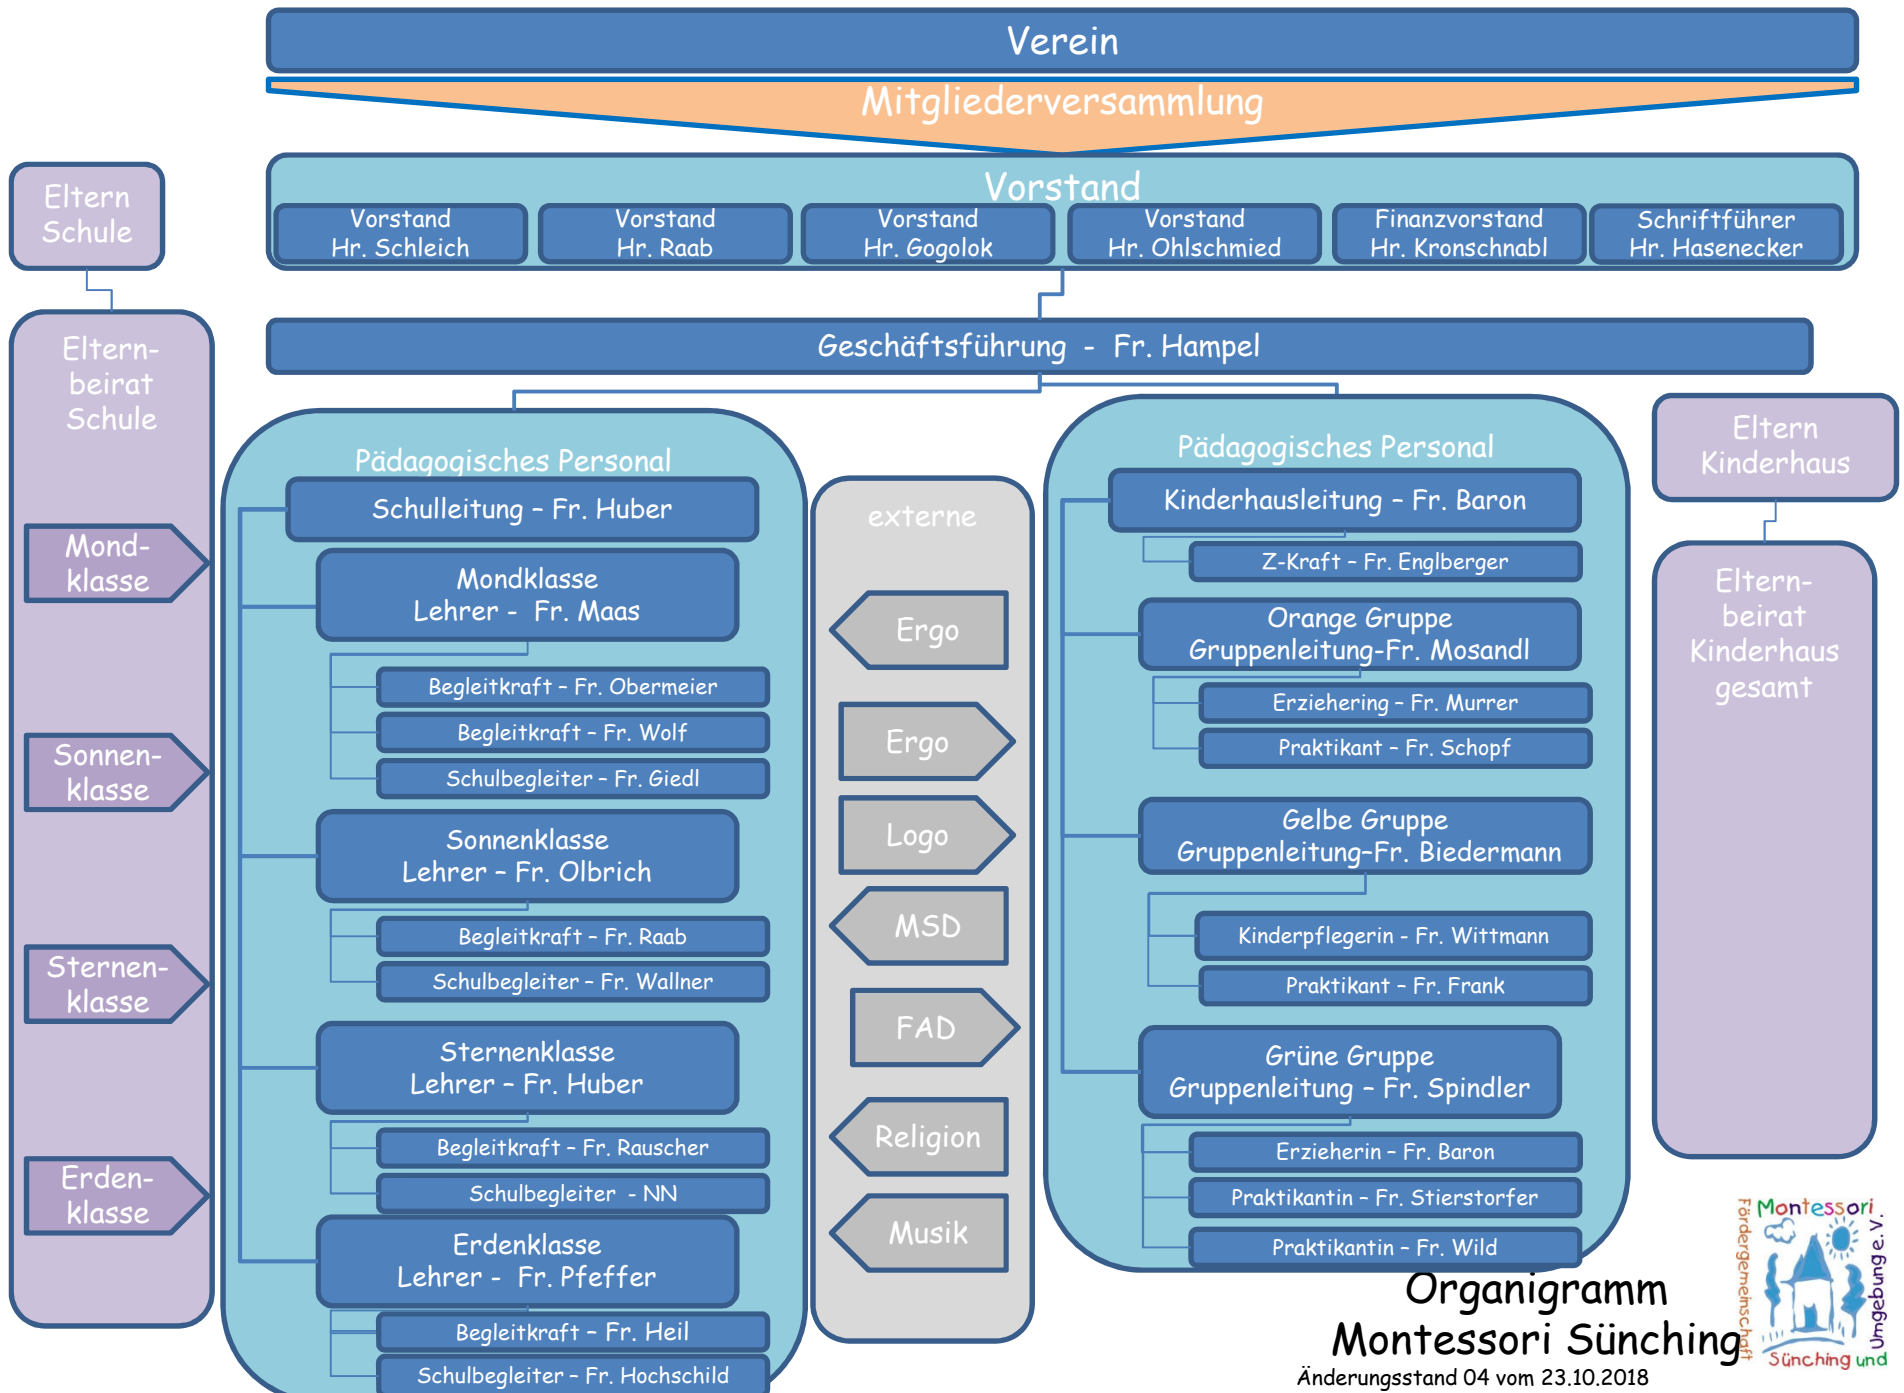 Verein
Mitgliederversammlung
Vorstand
Vorstand
Hr. Schleich
Vorstand
Hr. Raab
Vorstand
Hr. Gogolok
Vorstand
Hr. Ohlschmied
Finanzvorstand
Hr. Kronschnabl
Schriftführer
Hr. Hasenecker
Geschäftsführung - Fr. Hampel
Eltern
Schule
Eltern-
beirat
Schule
Mond-
klasse
Sonnen-
klasse
Sternen-
klasse
Erden-
klasse
Pädagogisches Personal
Schulleitung – Fr. Huber
Mondklasse
Lehrer - Fr. Maas
Begleitkraft – Fr. Obermeier
Begleitkraft – Fr. Wolf
Schulbegleiter – Fr. Giedl
Sonnenklasse
Lehrer – Fr. Olbrich
Begleitkraft – Fr. Raab
Schulbegleiter – Fr. Wallner
Sternenklasse
Lehrer – Fr. Huber
Begleitkraft – Fr. Rauscher
Schulbegleiter - NN
Erdenklasse
Lehrer - Fr. Pfeffer
Begleitkraft – Fr. Heil
Schulbegleiter – Fr. Hochschild
externe
Ergo
Ergo
Logo
MSD
FAD
Religion
Musik
Pädagogisches Personal
Kinderhausleitung – Fr. Baron
Z-Kraft – Fr. Englberger
Orange Gruppe
Gruppenleitung-Fr. Mosandl
Erziehering – Fr. Murrer
Praktikant – Fr. Schopf
Gelbe Gruppe
Gruppenleitung–Fr. Biedermann
Kinderpflegerin - Fr. Wittmann
Praktikant – Fr. Frank
Grüne Gruppe
Gruppenleitung – Fr. Spindler
Erzieherin – Fr. Baron
Praktikantin – Fr. Stierstorfer
Praktikantin – Fr. Wild
Eltern
Kinderhaus
Eltern-
beirat
Kinderhaus
gesamt
Organigramm
Montessori Sünching
Änderungsstand 04 vom 23.10.2018
Montessori
Fördergemeinschaft
Sünching und
Umgebung e.V.